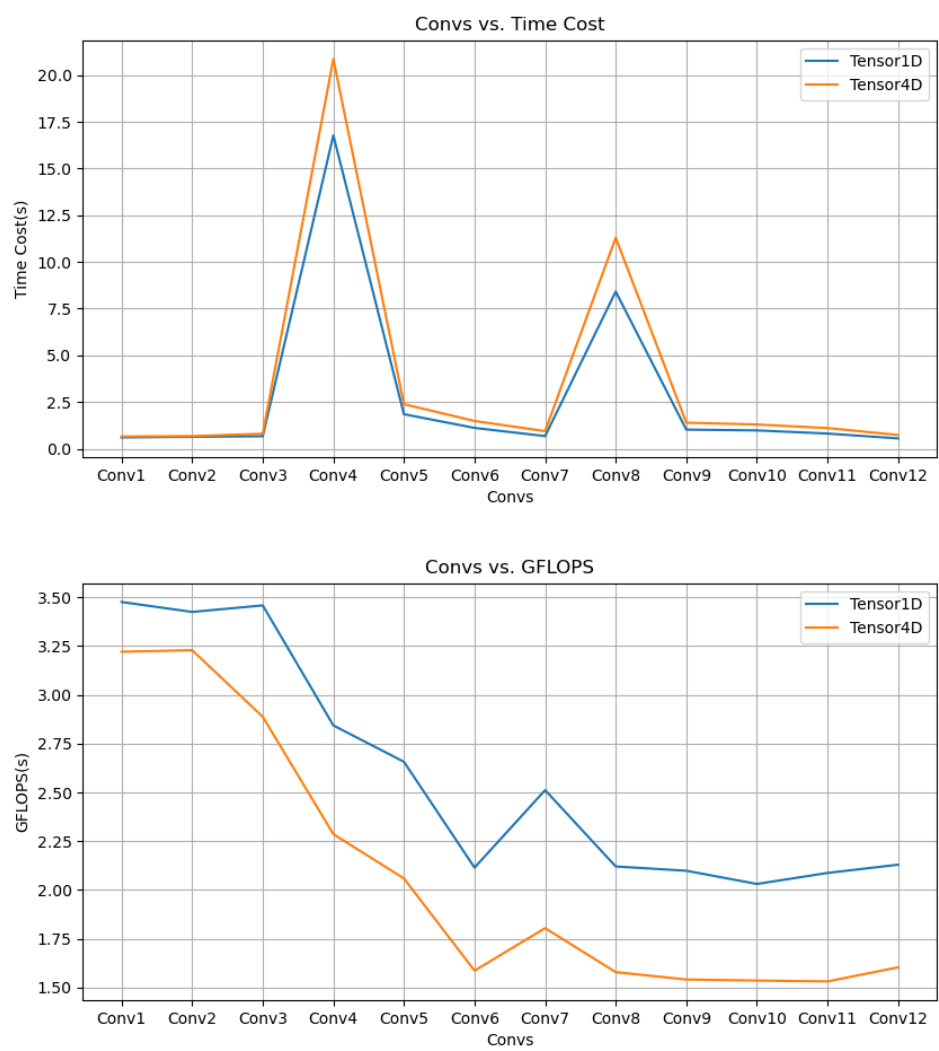 Convs vs. Time Cost
Tensor1D
Tensor4D
Time Cost(s)
20.0
17.5
15.0
12.5
10.0
7.5
5.0
2.5
0.0
Conv1 Conv2 Conv3 Conv4 Conv5 Conv6 Conv7 Conv8 Conv9 Conv10 Conv11 Conv12
Convs
Convs vs. GFLOPS
Tensor1D
Tensor4D
GFLOPS(s)
3.50
3.25
3.00
2.75
2.50
2.25
2.00
1.75
1.50
Conv1 Conv2 Conv3 Conv4 Conv5 Conv6 Conv7 Conv8 Conv9 Conv10 Conv11 Conv12
Convs